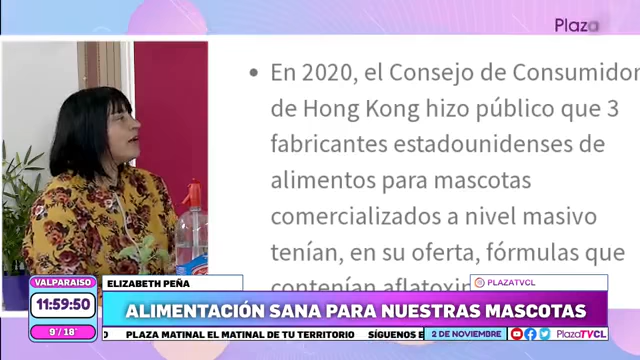 Plaza
• En 2020, el Consejo de Consumidor
de Hong Kong hizo público que 3
fabricantes estadounidenses de
alimentos para mascotas
comercializados a nivel masivo
tenían, en su oferta, fórmulas que
contenían aflatoxin
VALPARAISO
ELIZABETH PEÑA
PLAZATVCL
11:59:50
ALIMENTACIÓN SANA PARA NUESTRAS MASCOTAS
9°/18°
O PLAZA MATINAL EL MATINAL DE TU TERRITORIO SÍGUENOS E
2 DE NOVIEMBRE
PlazaTVCL